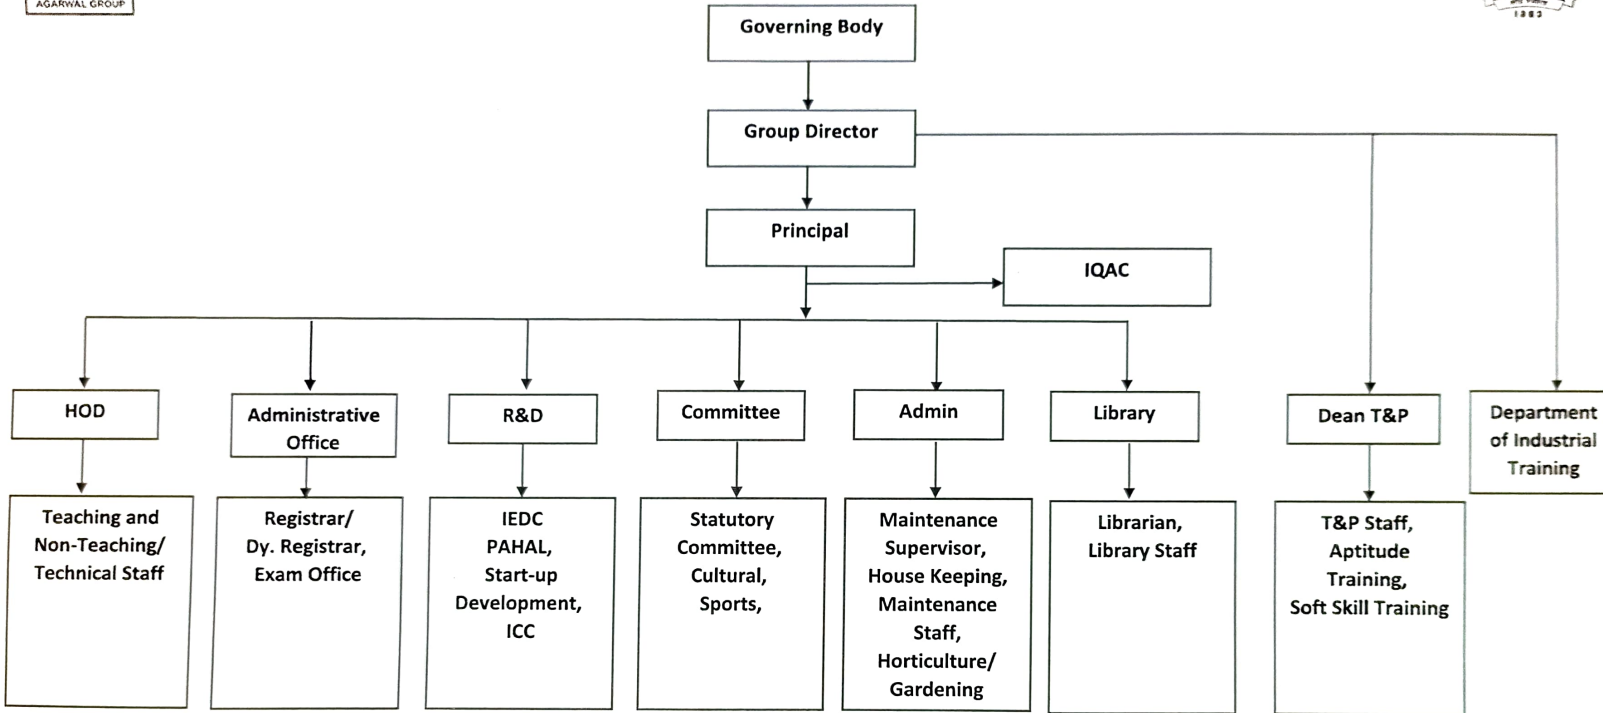 AGARWAL GROUP
1983
Governing Body
Group Director
Principal
IQAC
HOD
Administrative
Office
R&D
Committee
Admin
Library
Dean T&P
Department
of Industrial
Training
Teaching and
Non-Teaching/
Technical Staff
Registrar/
Dy. Registrar,
Exam Office
IEDC
PAHAL,
Start-up
Development,
ICC
Statutory
Committee,
Cultural,
Sports,
Maintenance
Supervisor,
House Keeping,
Maintenance
Staff,
Horticulture/
Gardening
Librarian,
Library Staff
T&P Staff,
Aptitude
Training,
Soft Skill Training